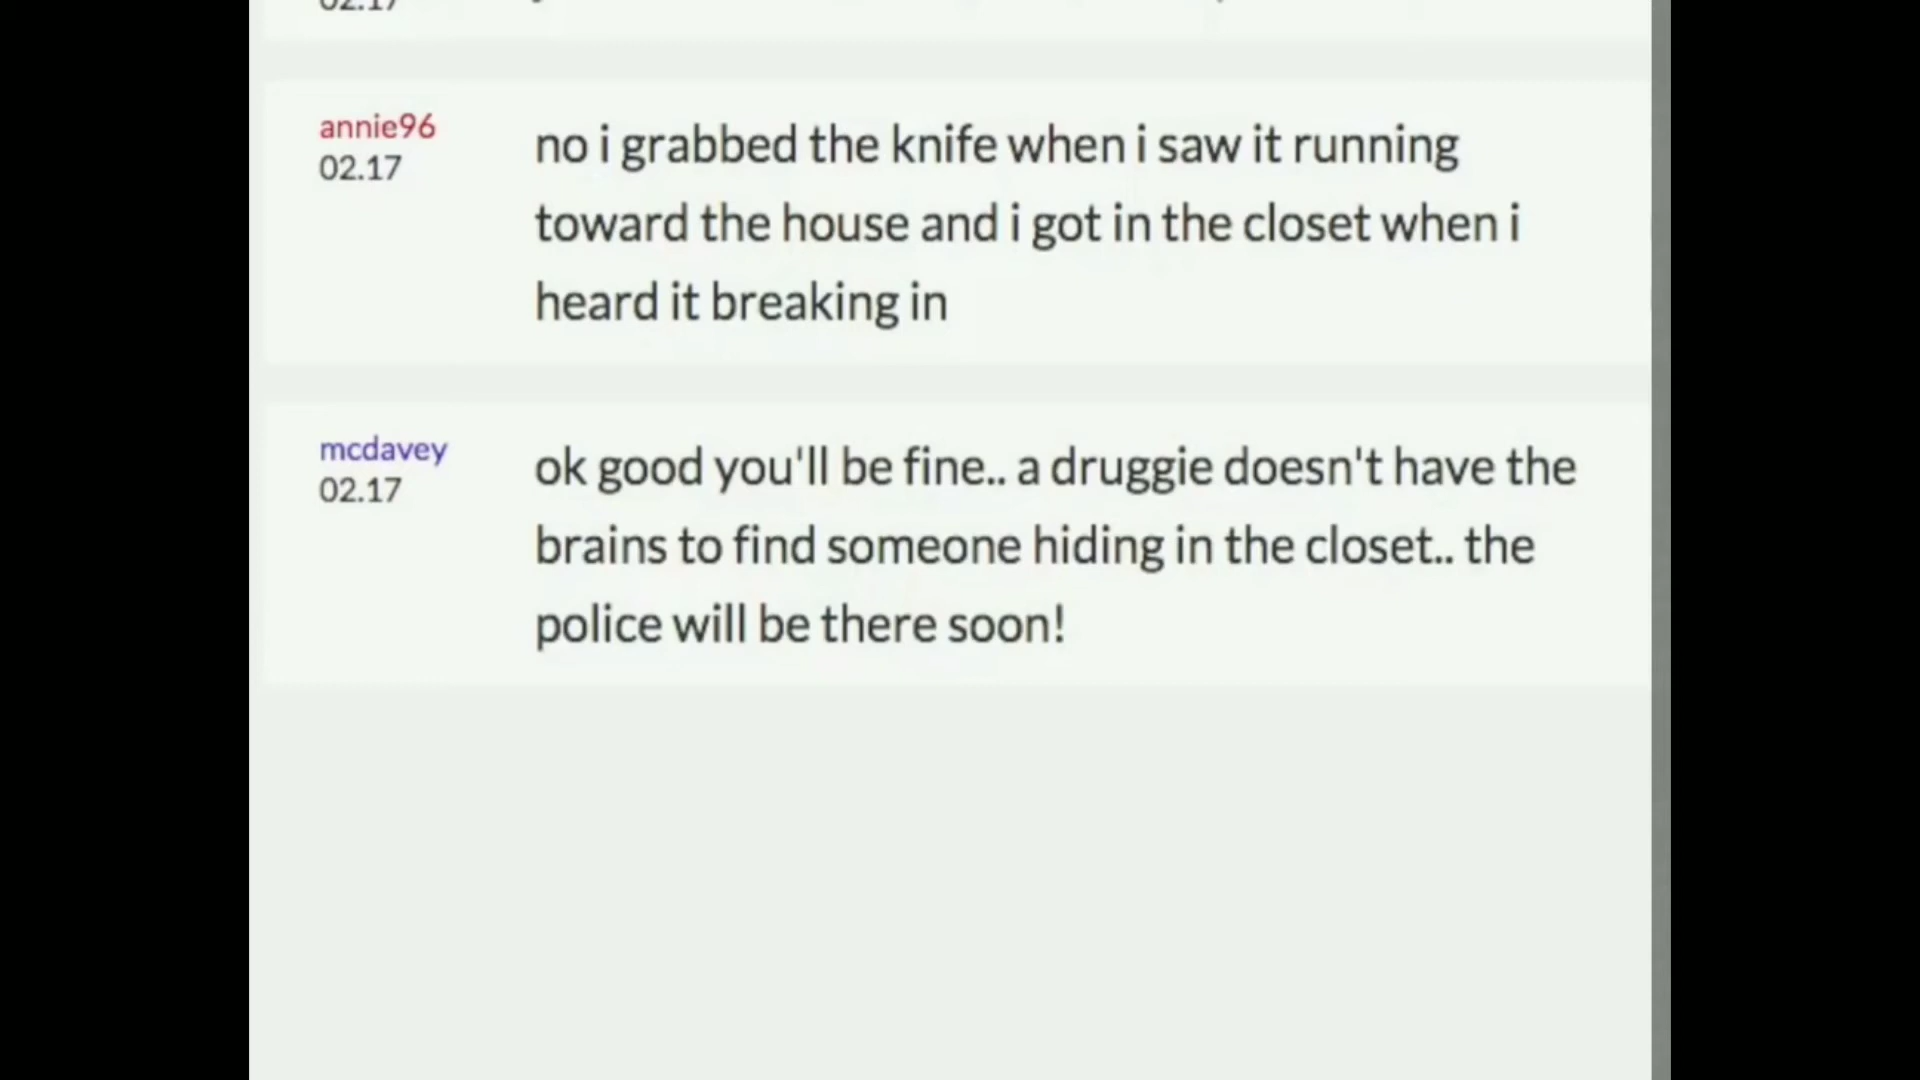 02.17
annie96
02.17
no i grabbed the knife when i saw it running
toward the house and i got in the closet when i
heard it breaking in
mcdavey
02.17
ok good you'll be fine.. a druggie doesn't have the
brains to find someone hiding in the closet.. the
police will be there soon!